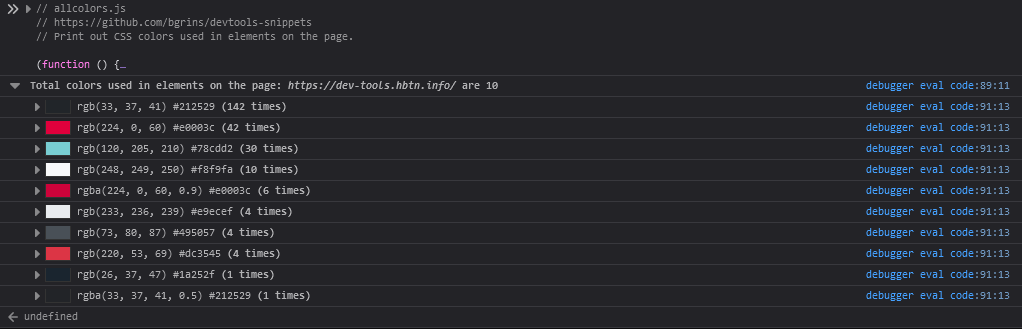 // allcolors.js
// https://github.com/bgrins/devtools-snippets
// Print out CSS colors used in elements on the page.
(function () {…
Total colors used in elements on the page: https://dev-tools.hbtn.info/ are 10 debugger eval code:89:11
rgb(33, 37, 41) #212529 (142 times) debugger eval code:91:13
rgb(224, 0, 60) #e0003c (42 times) debugger eval code:91:13
rgb(120, 205, 210) #78cdd2 (30 times) debugger eval code:91:13
rgb(248, 249, 250) #f8f9fa (10 times) debugger eval code:91:13
rgba(224, 0, 60, 0.9) #e0003c (6 times) debugger eval code:91:13
rgb(233, 236, 239) #e9ecef (4 times) debugger eval code:91:13
rgb(73, 80, 87) #495057 (4 times) debugger eval code:91:13
rgb(220, 53, 69) #dc3545 (4 times) debugger eval code:91:13
rgb(26, 37, 47) #1a252f (1 times) debugger eval code:91:13
rgba(33, 37, 41, 0.5) #212529 (1 times) debugger eval code:91:13
undefined